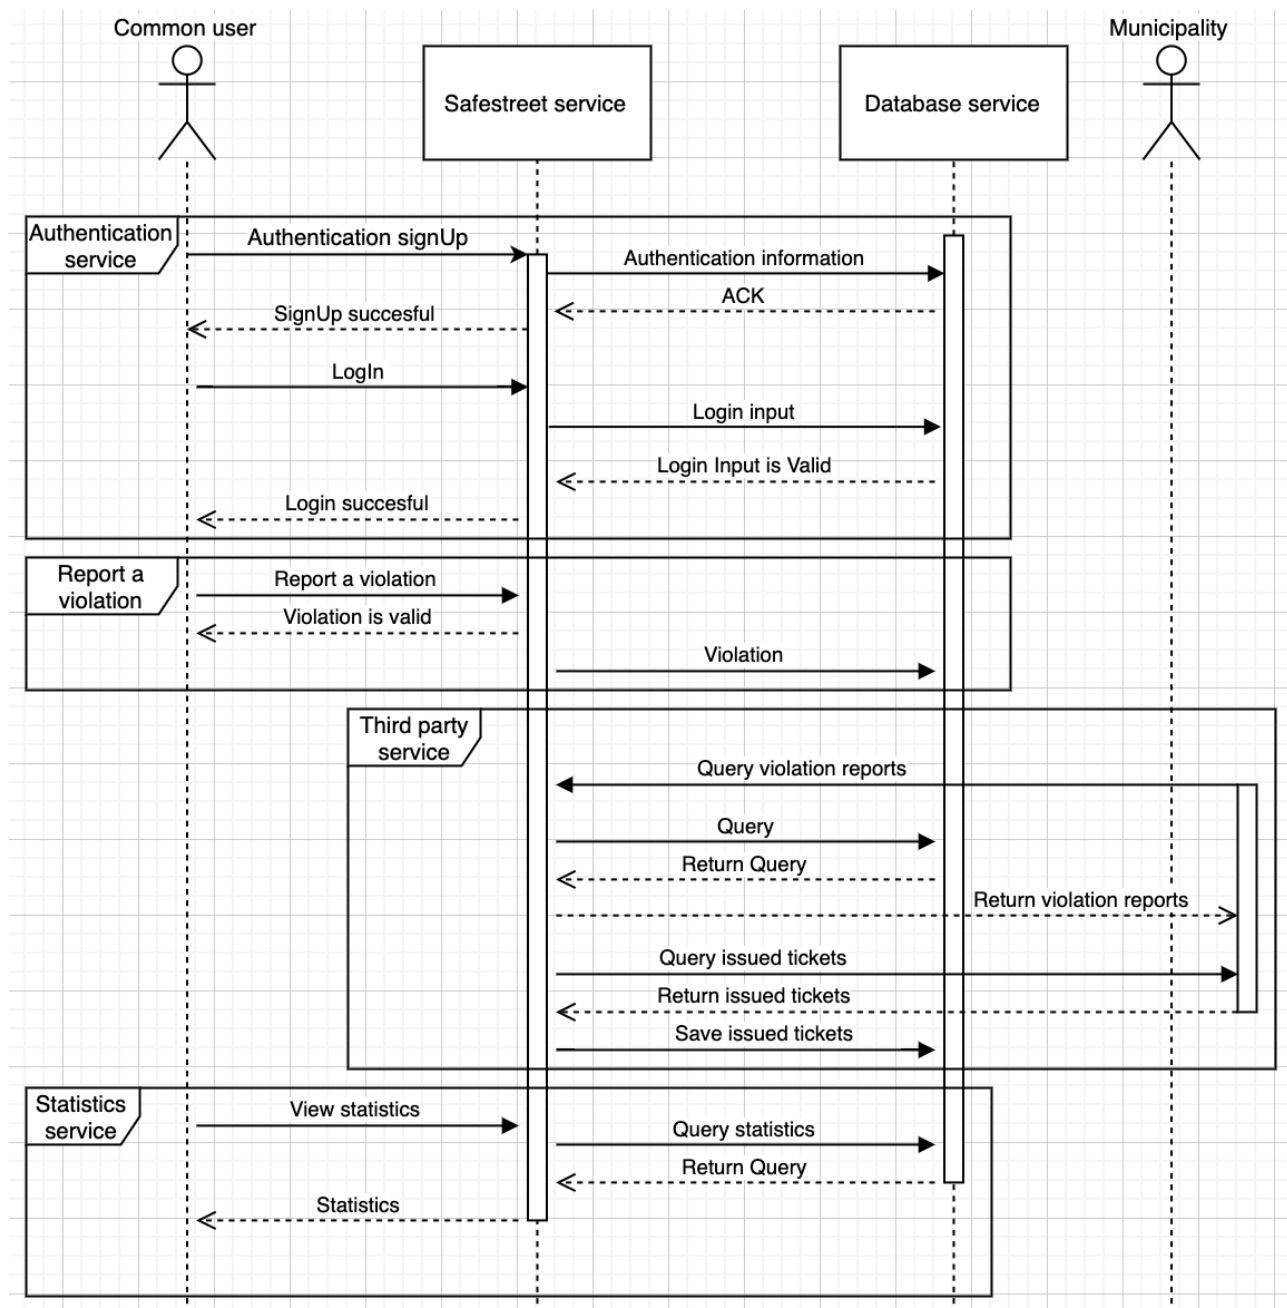 Common user
Municipality
Safestreet service
Database service
Authentication
service
Authentication signUp
Authentication information
ACK
SignUp succesful
LogIn
Login input
Login Input is Valid
Login succesful
Report a
violation
Report a violation
Violation is valid
Violation
Third party
service
Query violation reports
Query
Return Query
Return violation reports
Query issued tickets
Return issued tickets
Save issued tickets
Statistics
service
View statistics
Query statistics
Return Query
Statistics